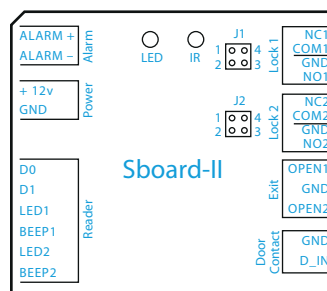 ALARM +
ALARM –
Alarm
+ 12v
GND
Power
D0
D1
LED1
BEEP1
LED2
BEEP2
Reader
LED
IR
J1
1 4
2 3
J2
1 4
2 3
Sboard-II
Lock 1
NC1
COM1
GND
NO1
Lock 2
NC2
COM2
GND
NO2
Exit
OPEN1
GND
OPEN2
Door
Contact
GND
D_IN